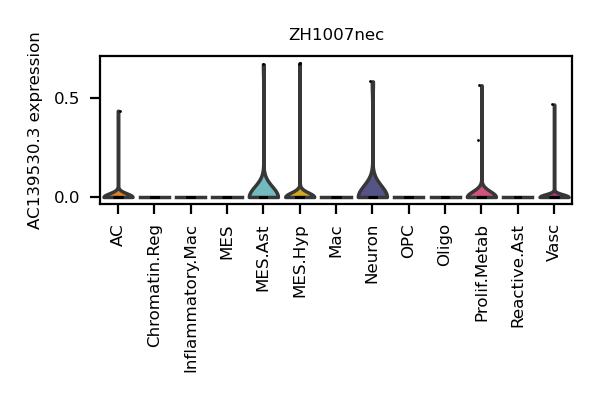 ZH1007nec
AC139530.3 expression
0.5
0.0
AC
Chromatin.Reg
Inflammatory.Mac
MES
MES.Ast
MES.Hyp
Mac
Neuron
OPC
Oligo
Prolif.Metab
Reactive.Ast
Vasc